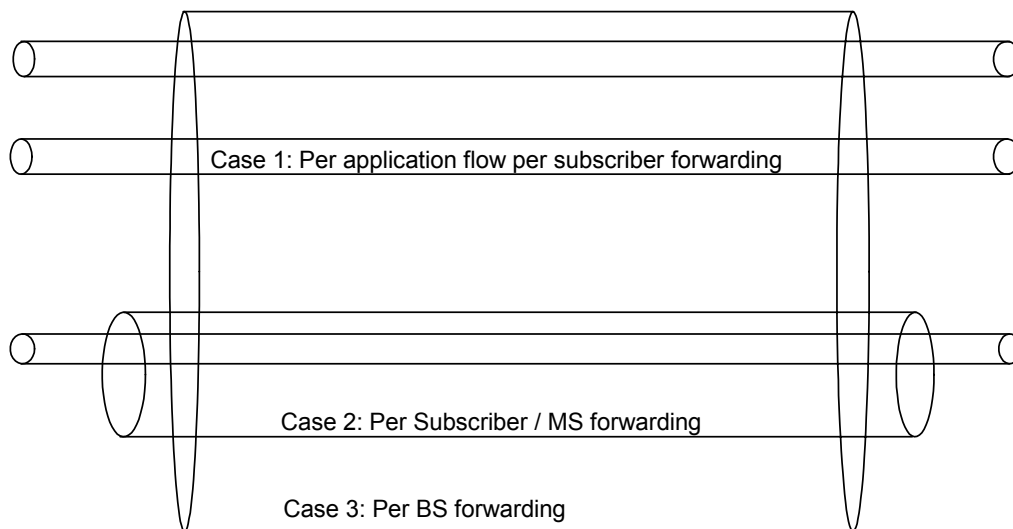 Case 1: Per application flow per subscriber forwarding
Case 2: Per Subscriber / MS forwarding
Case 3: Per BS forwarding